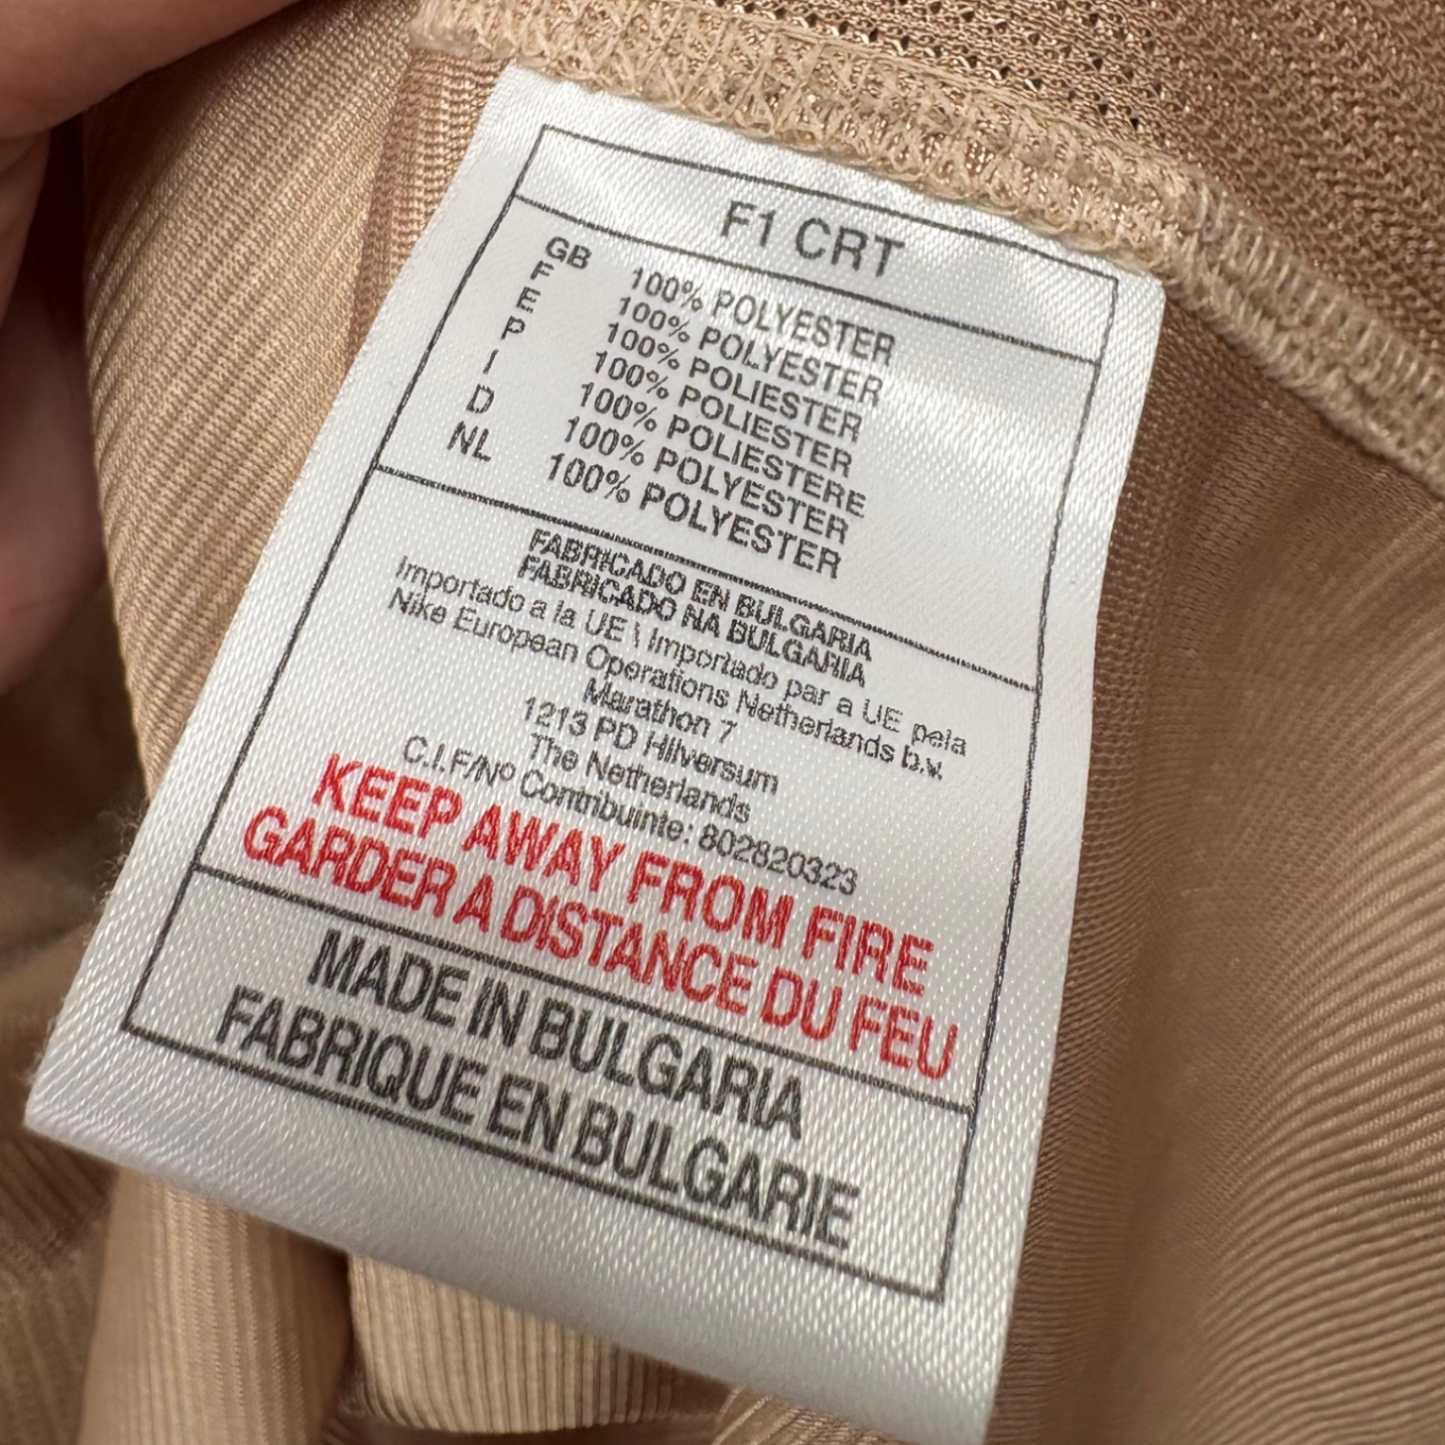 F1 CRT
GB 100% POLYESTER
F 100% POLYESTER
E 100% POLIESTER
P 100% POLIESTER
I 100% POLIESTERE
D 100% POLYESTER
NL 100% POLYESTER
FABRICADO EN BULGARIA
FABRICADO NA BULGARIA
Importado a la UE \ Importado par a UE pela
Nike European Operations Netherlands b.v.
Marathon 7
1213 PD Hilversum
The Netherlands
C.I.F/Nº Contribuinte: 802820323
KEEP AWAY FROM FIRE
GARDER A DISTANCE DU FEU
MADE IN BULGARIA
FABRIQUE EN BULGARIE